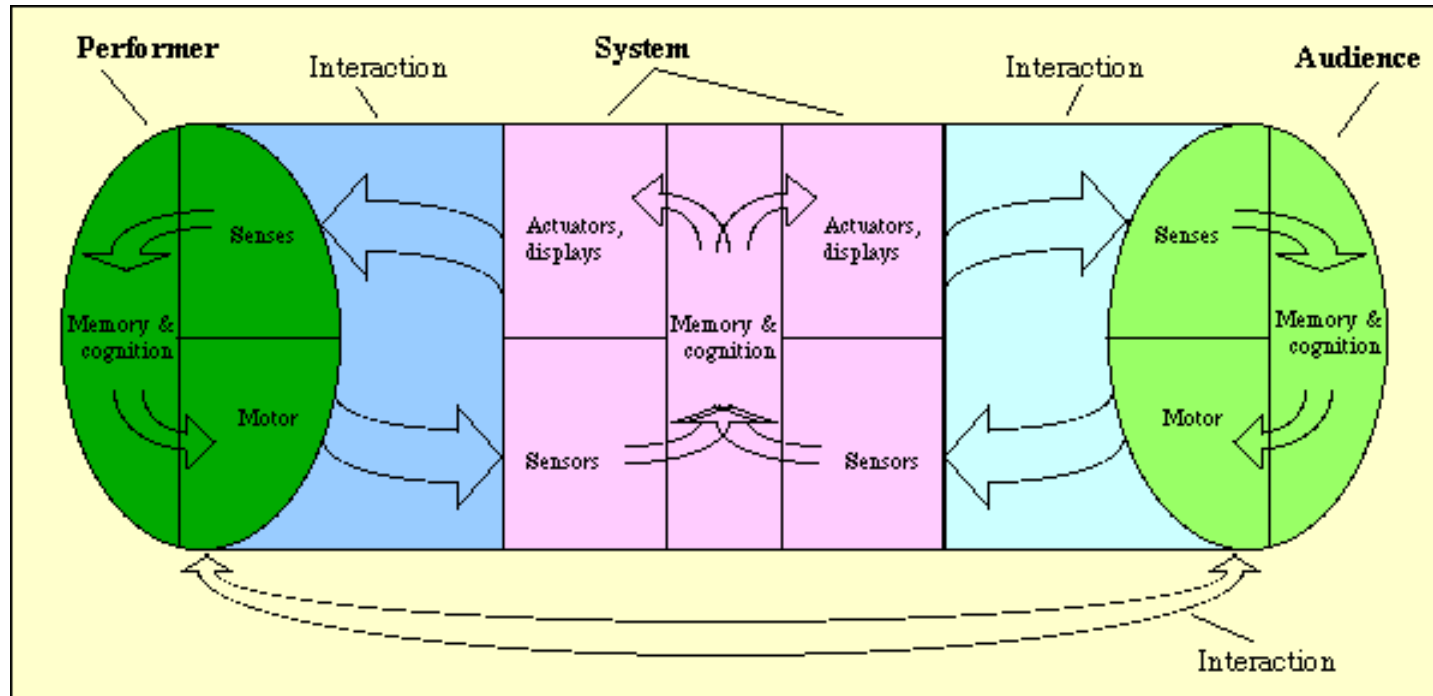 Performer
Interaction
System
Interaction
Audience
Senses
Memory &
cognition
Motor
Actuators,
displays
Sensors
Memory &
cognition
Actuators,
displays
Sensors
Senses
Motor
Memory &
cognition
Interaction